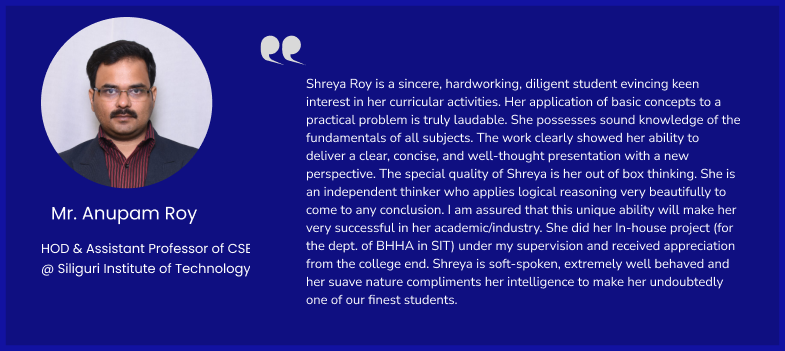 Mr. Anupam Roy
HOD & Assistant Professor of CSE
@ Siliguri Institute of Technology
Shreya Roy is a sincere, hardworking, diligent student evincing keen
interest in her curricular activities. Her application of basic concepts to a
practical problem is truly laudable. She possesses sound knowledge of the
fundamentals of all subjects. The work clearly showed her ability to
deliver a clear, concise, and well-thought presentation with a new
perspective. The special quality of Shreya is her out of box thinking. She is
an independent thinker who applies logical reasoning very beautifully to
come to any conclusion. I am assured that this unique ability will make her
very successful in her academic/industry. She did her In-house project (for
the dept. of BHHA in SIT) under my supervision and received appreciation
from the college end. Shreya is soft-spoken, extremely well behaved and
her suave nature compliments her intelligence to make her undoubtedly
one of our finest students.